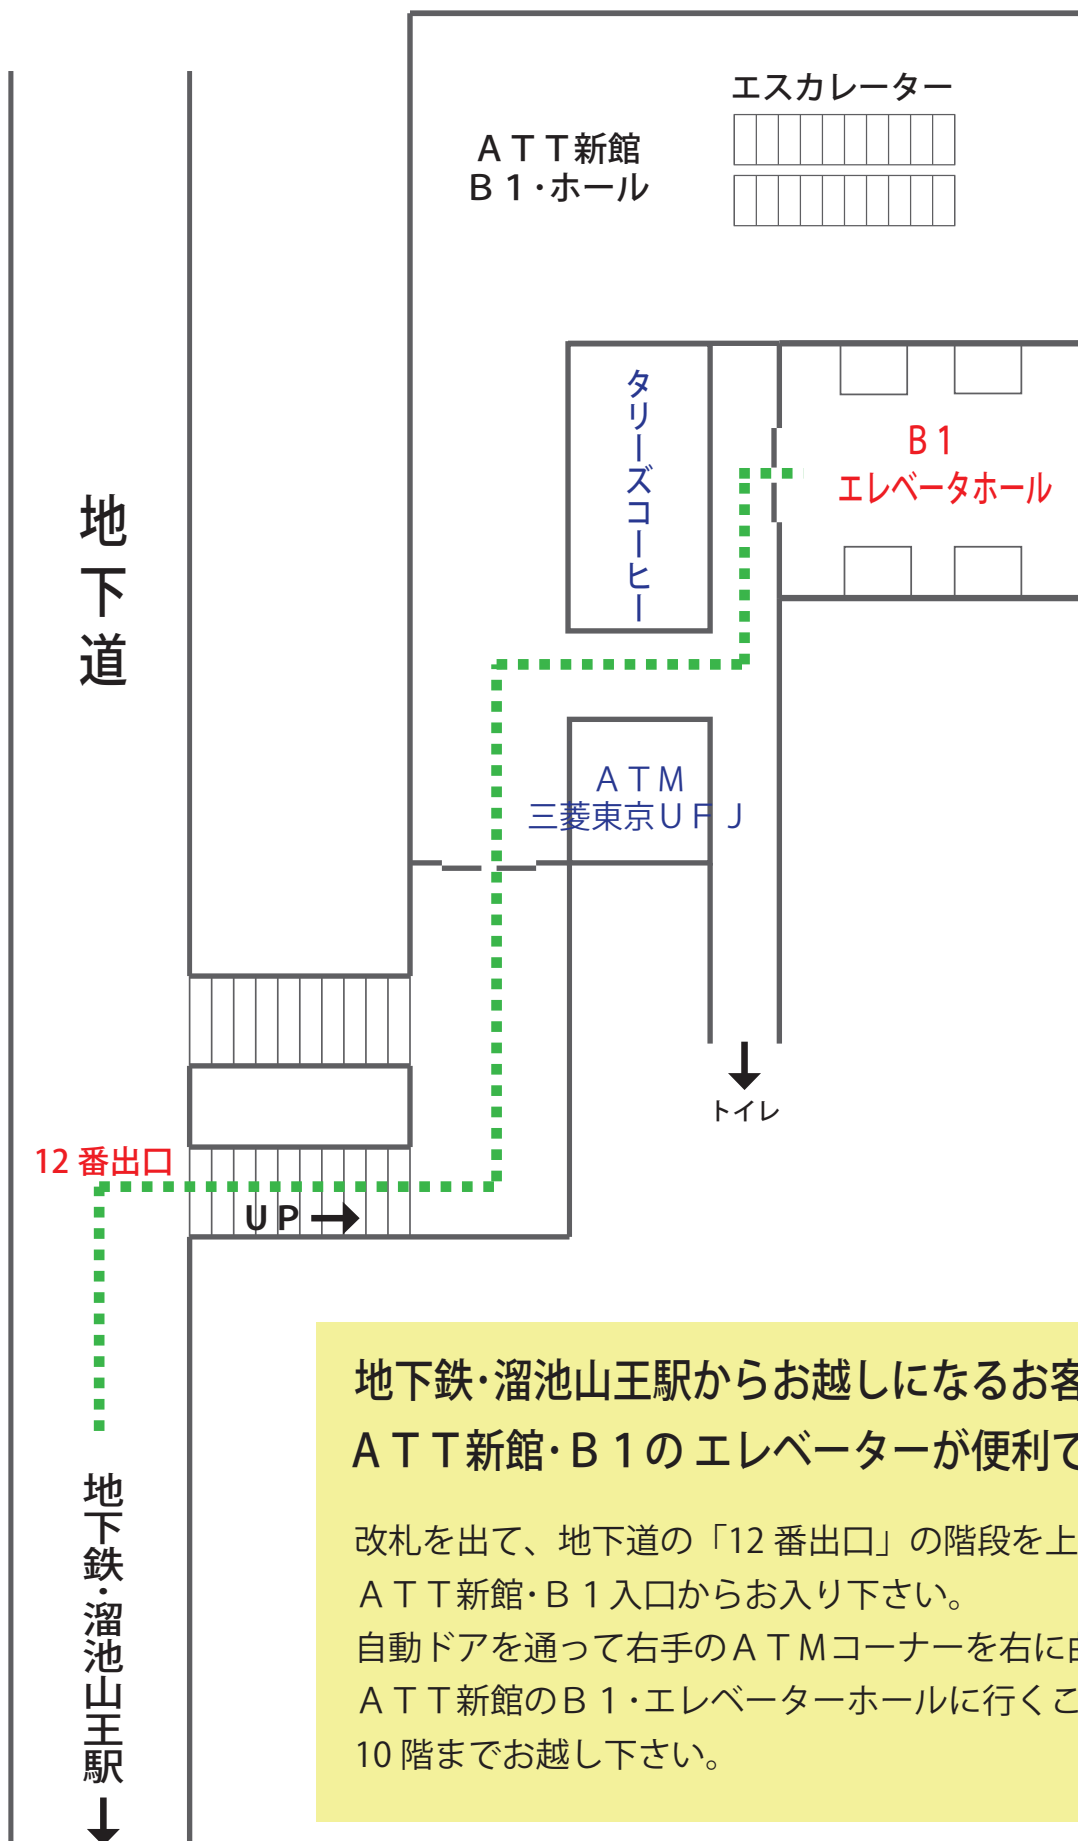 エスカレーター
ＡＴＴ新館
Ｂ１・ホール
タリーズコーヒー
Ｂ１
エレベータホール
地下道
ＡＴＭ
三菱東京ＵＦＪ
トイレ
12 番出口
ＵＰ
地下鉄・溜池山王駅からお越しになるお客
ＡＴＴ新館・Ｂ１のエレベーターが便利で
改札を出て、地下道の「12 番出口」の階段を上
ＡＴＴ新館・Ｂ１入口からお入り下さい。
自動ドアを通って右手のＡＴＭコーナーを右に
ＡＴＴ新館のＢ１・エレベーターホールに行くこ
10 階までお越し下さい。
地下鉄・溜池山王駅